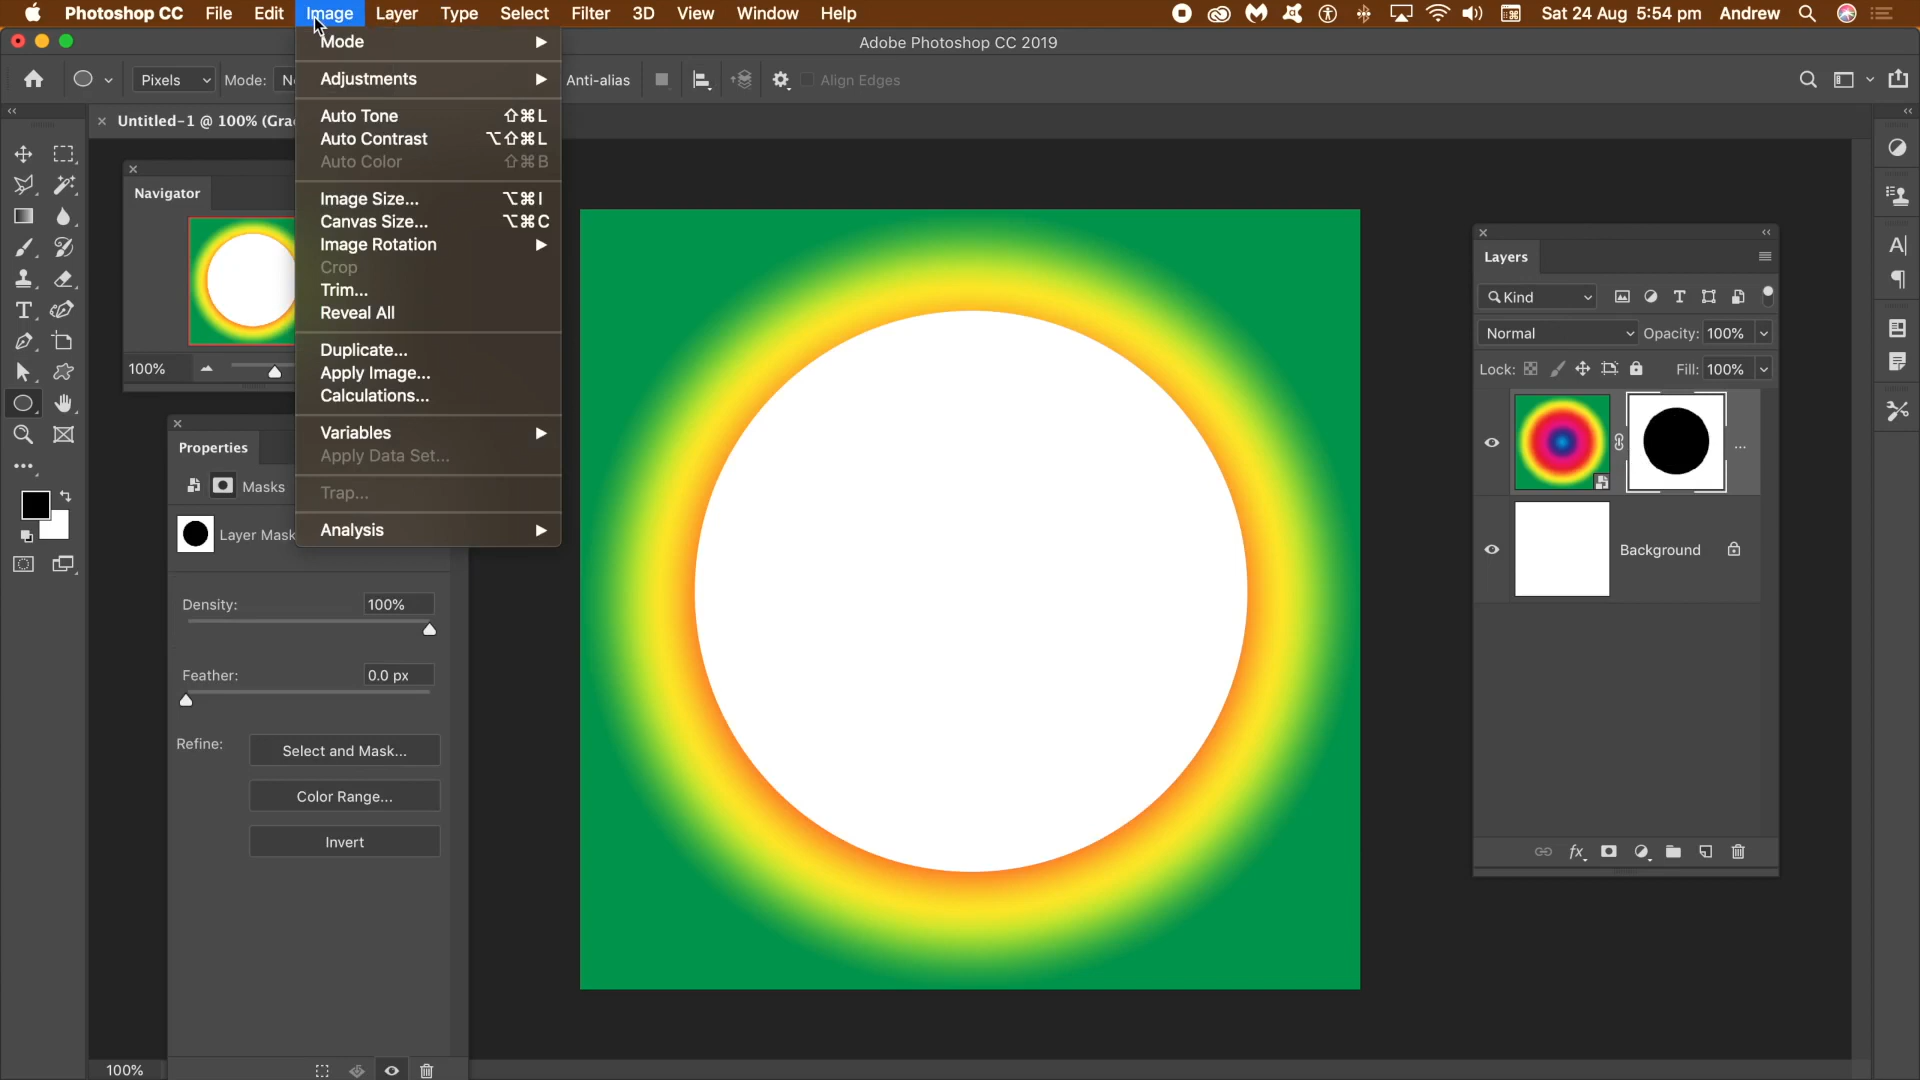 Photoshop CC File Edit Image Layer Type Select Filter 3D View Window Help Sat 24 Aug 5:54 pm Andrew
Adobe Photoshop CC 2019
Pixels Mode: Anti-alias Align Edges
Untitled-1 @ 100%
Mode
Adjustments
Auto Tone ⇧⌘L
Auto Contrast ⌥⇧⌘L
Auto Color ⇧⌘B
Image Size... ⌥⌘I
Canvas Size... ⌥⌘C
Image Rotation
Crop
Trim...
Reveal All
Duplicate...
Apply Image...
Calculations...
Variables
Apply Data Set...
Trap...
Analysis
Navigator
100%
Properties
Masks
Layer Mask
Density: 100%
Feather: 0.0 px
Refine: Select and Mask...
Color Range...
Invert
100%
Layers
Kind
Normal Opacity: 100%
Lock: Fill: 100%
...
Background
fx